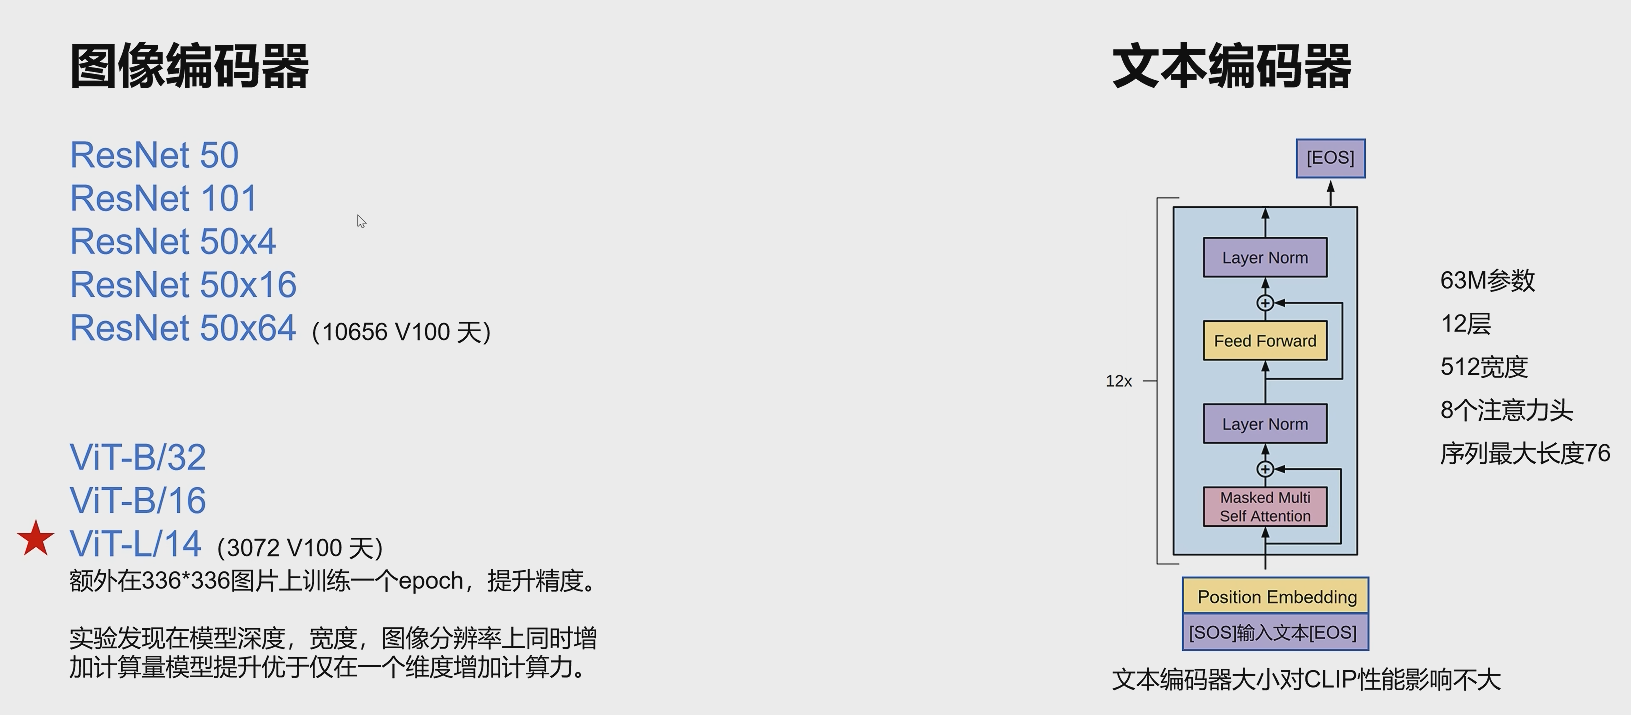 图像编码器
ResNet 50
ResNet 101
ResNet 50x4
ResNet 50x16
ResNet 50x64（10656 V100 天）
ViT-B/32
ViT-B/16
ViT-L/14（3072 V100 天）
额外在336*336图片上训练一个epoch，提升精度。
实验发现在模型深度，宽度，图像分辨率上同时增
加计算量模型提升优于仅在一个维度增加计算力。
文本编码器
[EOS]
Layer Norm
Feed Forward
12x
Layer Norm
Masked Multi
Self Attention
Position Embedding
[SOS]输入文本[EOS]
63M参数
12层
512宽度
8个注意力头
序列最大长度76
文本编码器大小对CLIP性能影响不大